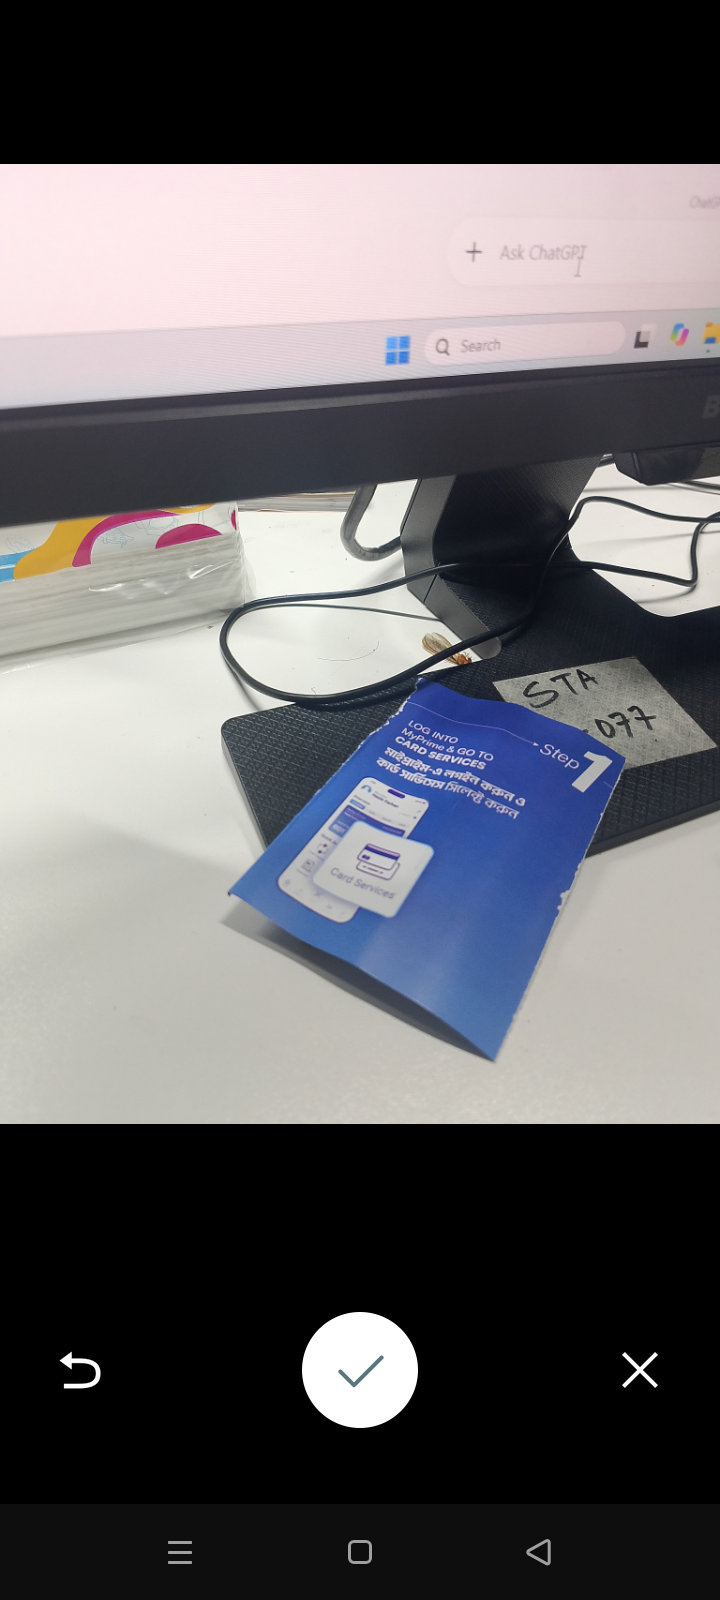 Ask ChatGPT
Search
STA
077
Step 1
LOG INTO
MyPrime & GO TO
CARD SERVICES
মাইপ্রাইম-এ লগইন করুন ও
কার্ড সার্ভিসেস সিলেক্ট করুন
Card Services